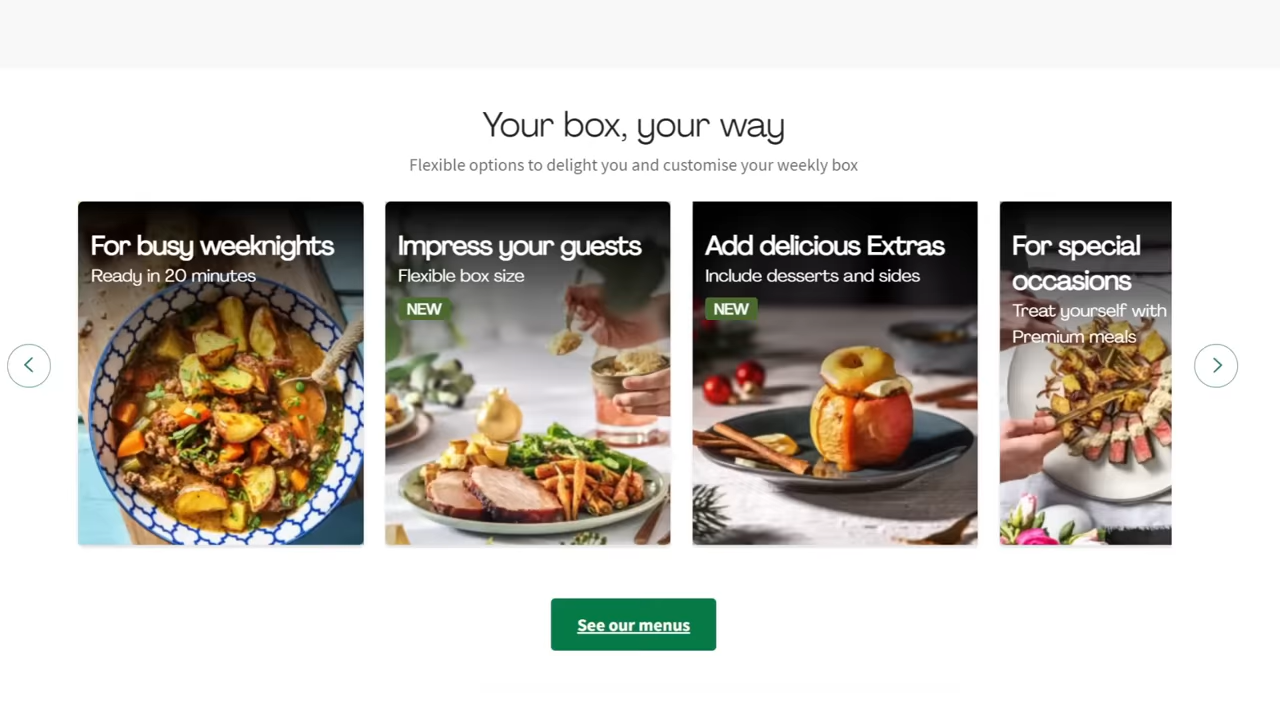 Your box, your way
Flexible options to delight you and customise your weekly box
For busy weeknights
Ready in 20 minutes
Impress your guests
Flexible box size
NEW
Add delicious Extras
Include desserts and sides
NEW
For special
occasions
Treat yourself with
Premium meals
See our menus